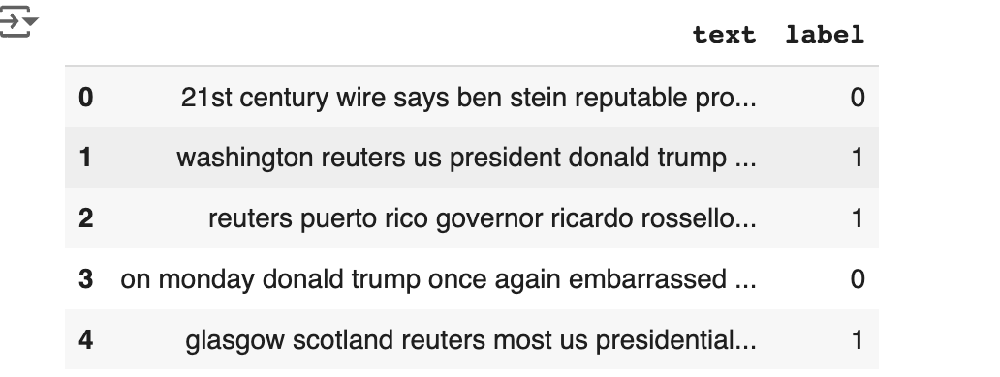 text label
0 21st century wire says ben stein reputable pro... 0
1 washington reuters us president donald trump ... 1
2 reuters puerto rico governor ricardo rossello... 1
3 on monday donald trump once again embarrassed ... 0
4 glasgow scotland reuters most us presidential... 1